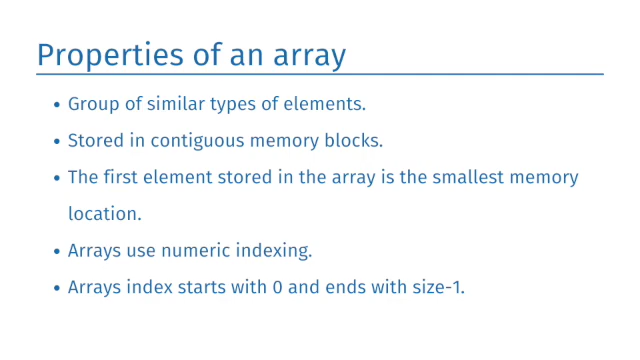 Properties of an array
• Group of similar types of elements.
• Stored in contiguous memory blocks.
• The first element stored in the array is the smallest memory
location.
• Arrays use numeric indexing.
• Arrays index starts with 0 and ends with size-1.